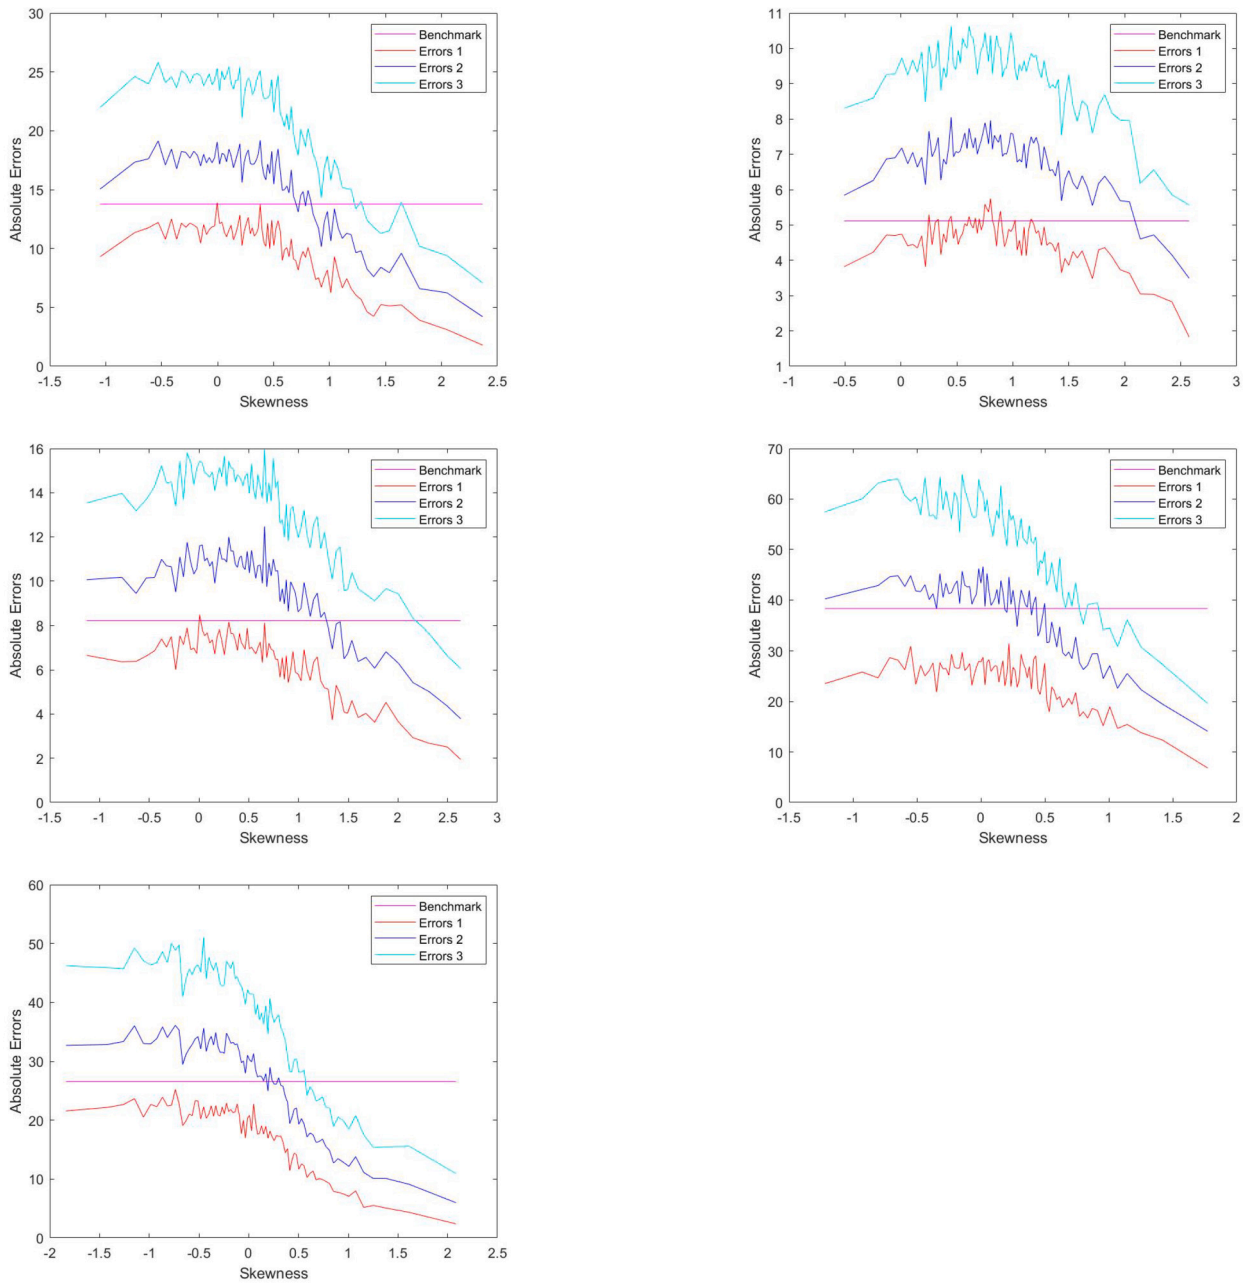 30
25
20
15
10
5
0
Absolute Errors
-1.5
-1
-0.5
0
0.5
1
1.5
2
2.5
Skewness
Benchmark
Errors 1
Errors 2
Errors 3
11
10
9
8
7
6
5
4
3
2
1
Absolute Errors
-1
-0.5
0
0.5
1
1.5
2
2.5
3
Skewness
Benchmark
Errors 1
Errors 2
Errors 3
16
14
12
10
8
6
4
2
0
Absolute Errors
-1.5
-1
-0.5
0
0.5
1
1.5
2
2.5
3
Skewness
Benchmark
Errors 1
Errors 2
Errors 3
70
60
50
40
30
20
10
0
Absolute Errors
-1.5
-1
-0.5
0
0.5
1
1.5
2
Skewness
Benchmark
Errors 1
Errors 2
Errors 3
60
50
40
30
20
10
0
Absolute Errors
-2
-1.5
-1
-0.5
0
0.5
1
1.5
2
2.5
Skewness
Benchmark
Errors 1
Errors 2
Errors 3